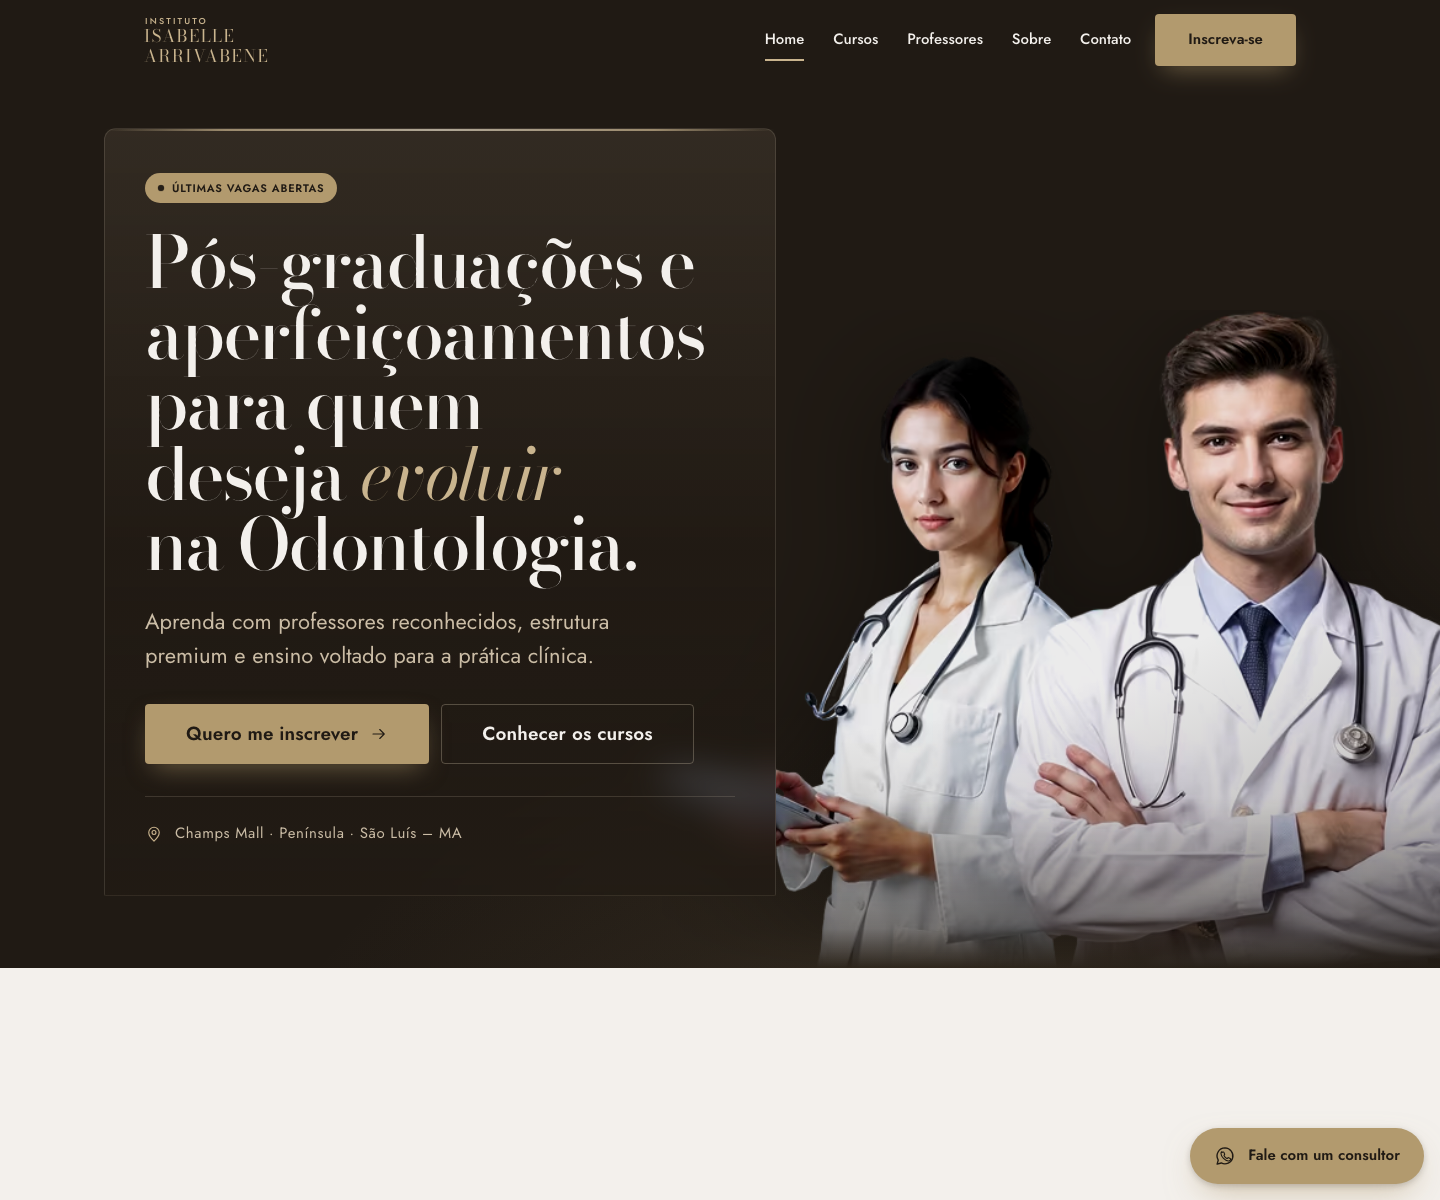 INSTITUTO
ISABELLE
ARRIVABENE
Home
Cursos
Professores
Sobre
Contato
Inscreva-se
ÚLTIMAS VAGAS ABERTAS
Pós-graduações e
aperfeiçoamentos
para quem
deseja evoluir
na Odontologia.
Aprenda com professores reconhecidos, estrutura
premium e ensino voltado para a prática clínica.
Quero me inscrever →
Conhecer os cursos
Champs Mall · Península · São Luís – MA
Fale com um consultor